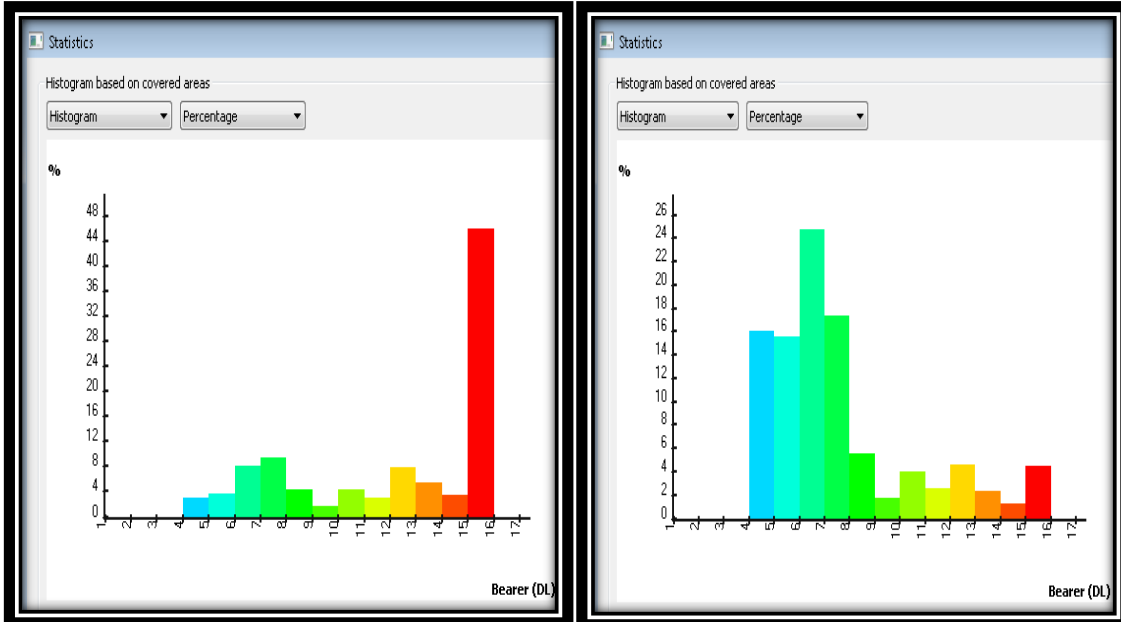 Statistics
Histogram based on covered areas
Histogram Percentage
%
48
44
40
36
32
28
24
20
16
12
8
4
0
1 2 3 4 5 6 7 8 9 10 11 12 13 14 15 16 17
Bearer (DL)
Statistics
Histogram based on covered areas
Histogram Percentage
%
26
24
22
20
18
16
14
12
10
8
6
4
2
0
1 2 3 4 5 6 7 8 9 10 11 12 13 14 15 16 17
Bearer (DL)